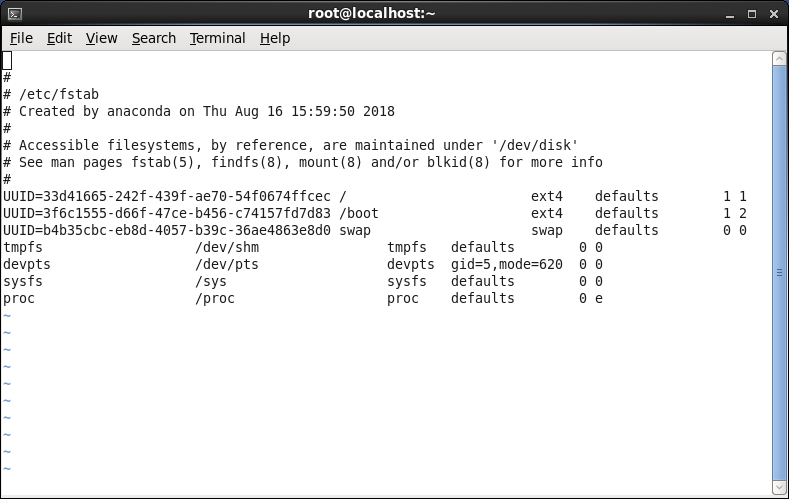 root@localhost:~
File Edit View Search Terminal Help
#
# /etc/fstab
# Created by anaconda on Thu Aug 16 15:59:50 2018
#
# Accessible filesystems, by reference, are maintained under '/dev/disk'
# See man pages fstab(5), findfs(8), mount(8) and/or blkid(8) for more info
#
UUID=33d41665-242f-439f-ae70-54f0674ffcec / ext4 defaults 1 1
UUID=3f6c1555-d66f-47ce-b456-c74157fd7d83 /boot ext4 defaults 1 2
UUID=b4b35cbc-eb8d-4057-b39c-36ae4863e8d0 swap swap defaults 0 0
tmpfs /dev/shm tmpfs defaults 0 0
devpts /dev/pts devpts gid=5,mode=620 0 0
sysfs /sys sysfs defaults 0 0
proc /proc proc defaults 0 e
~
~
~
~
~
~
~
~
~
~